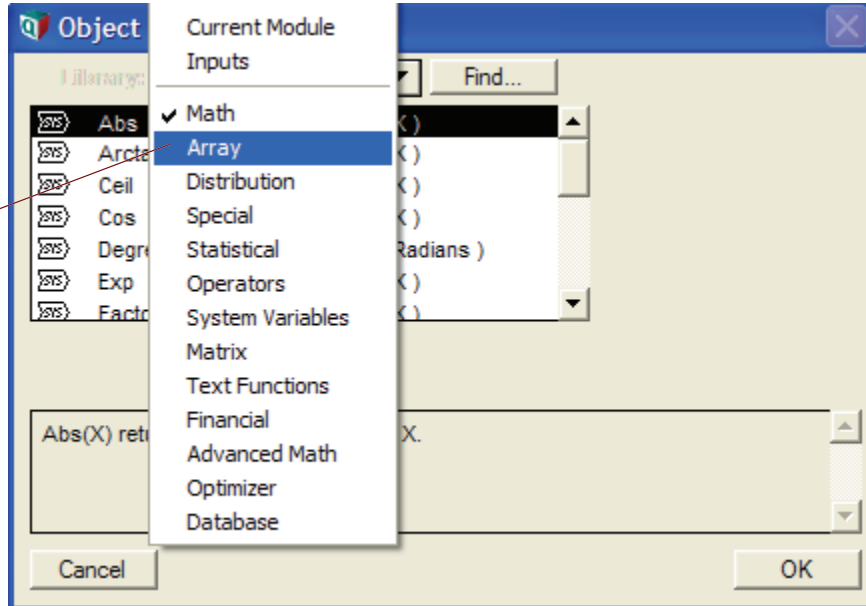 Object
Library:
Find...
Current Module
Inputs
Math
Array
Distribution
Special
Statistical
Operators
System Variables
Matrix
Text Functions
Financial
Advanced Math
Optimizer
Database
Abs X )
Arcta X )
Ceil X )
Cos X )
Degre Radians )
Exp X )
Facto X )
Abs(X) retu X.
Cancel
OK